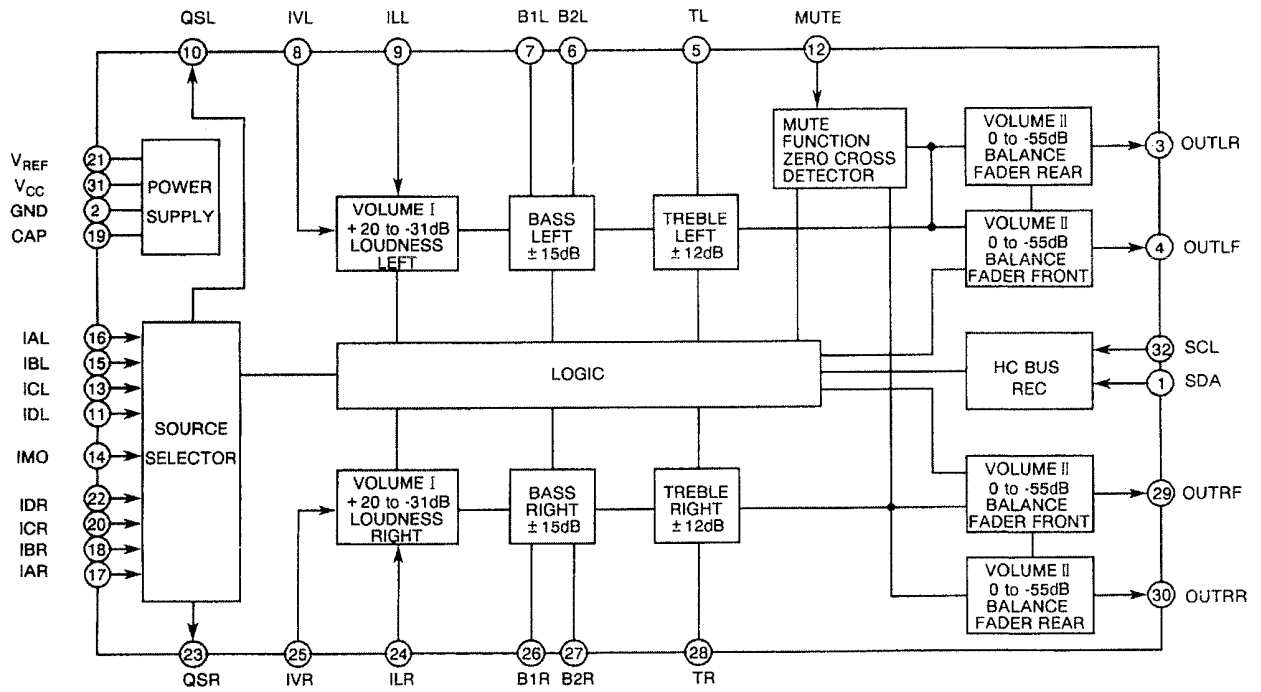 QSL IVL ILL B1L B2L TL MUTE
10 8 9 7 6 5 12
MUTE
FUNCTION
ZERO CROSS
DETECTOR
VOLUME II
0 to -55dB
BALANCE
FADER REAR
3 OUTLR
VREF 21
VCC 31
GND 2
CAP 19
POWER
SUPPLY
VOLUME I
+ 20 to -31dB
LOUDNESS
LEFT
BASS
LEFT
± 15dB
TREBLE
LEFT
± 12dB
VOLUME II
0 to -55dB
BALANCE
FADER FRONT
4 OUTLF
IAL 16
IBL 15
ICL 13
IDL 11
IMO 14
IDR 22
ICR 20
IBR 18
IAR 17
SOURCE
SELECTOR
LOGIC
HC BUS
REC
32 SCL
1 SDA
VOLUME I
+ 20 to -31dB
LOUDNESS
RIGHT
BASS
RIGHT
± 15dB
TREBLE
RIGHT
± 12dB
VOLUME II
0 to -55dB
BALANCE
FADER FRONT
29 OUTRF
VOLUME II
0 to -55dB
BALANCE
FADER REAR
30 OUTRR
23 25 24 26 27 28
QSR IVR ILR B1R B2R TR